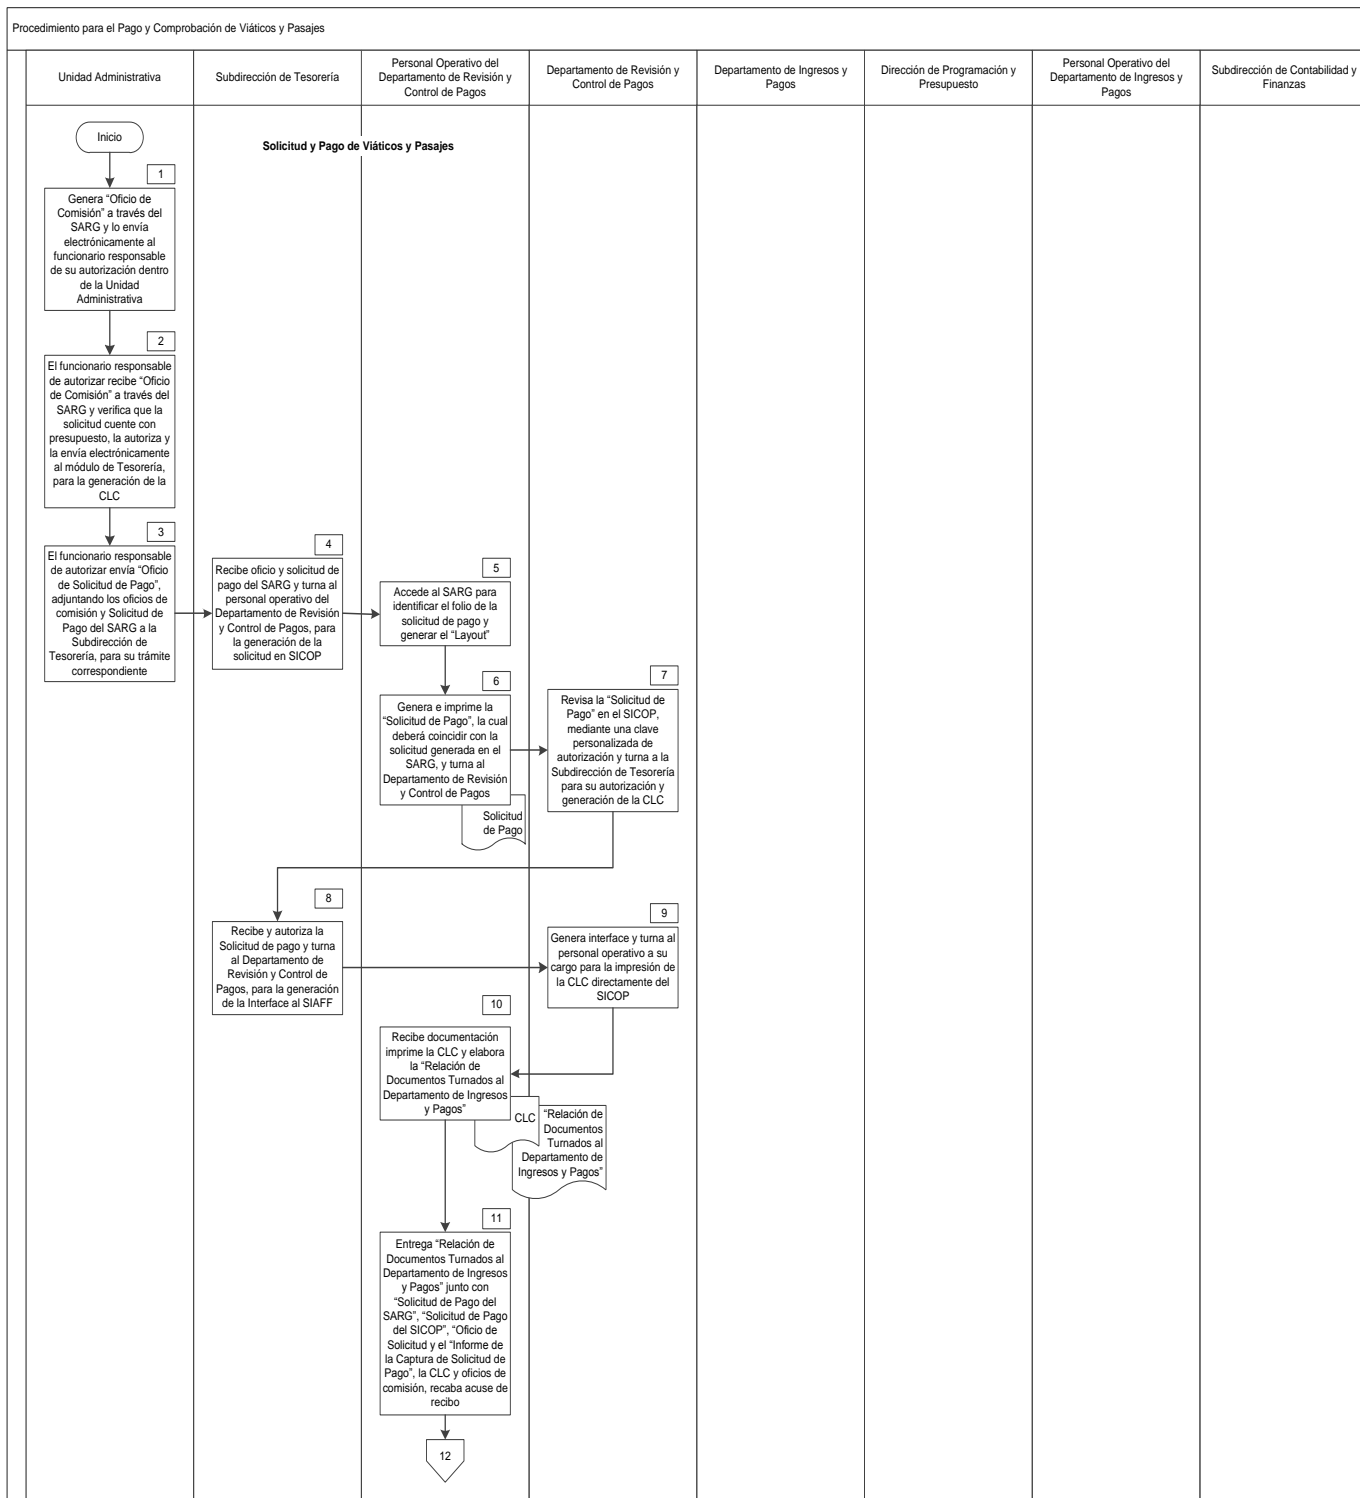 Procedimiento para el Pago y Comprobación de Viáticos y Pasajes
Unidad Administrativa
Subdirección de Tesorería
Personal Operativo del
Departamento de Revisión y
Control de Pagos
Departamento de Revisión y
Control de Pagos
Departamento de Ingresos y
Pagos
Dirección de Programación y
Presupuesto
Personal Operativo del
Departamento de Ingresos y
Pagos
Subdirección de Contabilidad y
Finanzas
Inicio
Solicitud y Pago de Viáticos y Pasajes
1
Genera “Oficio de
Comisión” a través del
SARG y lo envía
electrónicamente al
funcionario responsable
de su autorización dentro
de la Unidad
Administrativa
2
El funcionario responsable
de autorizar recibe “Oficio
de Comisión” a través del
SARG y verifica que la
solicitud cuente con
presupuesto, la autoriza y
la envía electrónicamente
al módulo de Tesorería,
para la generación de la
CLC
3
El funcionario responsable
de autorizar envía “Oficio
de Solicitud de Pago”,
adjuntando los oficios de
comisión y Solicitud de
Pago del SARG a la
Subdirección de
Tesorería, para su trámite
correspondiente
4
Recibe oficio y solicitud de
pago del SARG y turna al
personal operativo del
Departamento de Revisión
y Control de Pagos, para
la generación de la
solicitud en SICOP
5
Accede al SARG para
identificar el folio de la
solicitud de pago y
generar el “Layout”
6
Genera e imprime la
“Solicitud de Pago”, la cual
deberá coincidir con la
solicitud generada en el
SARG, y turna al
Departamento de Revisión
y Control de Pagos
Solicitud
de Pago
7
Revisa la “Solicitud de
Pago” en el SICOP,
mediante una clave
personalizada de
autorización y turna a la
Subdirección de Tesorería
para su autorización y
generación de la CLC
8
Recibe y autoriza la
Solicitud de pago y turna
al Departamento de
Revisión y Control de
Pagos, para la generación
de la Interface al SIAFF
9
Genera interface y turna al
personal operativo a su
cargo para la impresión de
la CLC directamente del
SICOP
10
Recibe documentación
imprime la CLC y elabora
la “Relación de
Documentos Turnados al
Departamento de Ingresos
y Pagos”
CLC
“Relación de
Documentos
Turnados al
Departamento de
Ingresos y Pagos”
11
Entrega “Relación de
Documentos Turnados al
Departamento de Ingresos
y Pagos” junto con
“Solicitud de Pago del
SARG”, “Solicitud de Pago
del SICOP”, “Oficio de
Solicitud y el “Informe de
la Captura de Solicitud de
Pago”, la CLC y oficios de
comisión, recaba acuse de
recibo
12